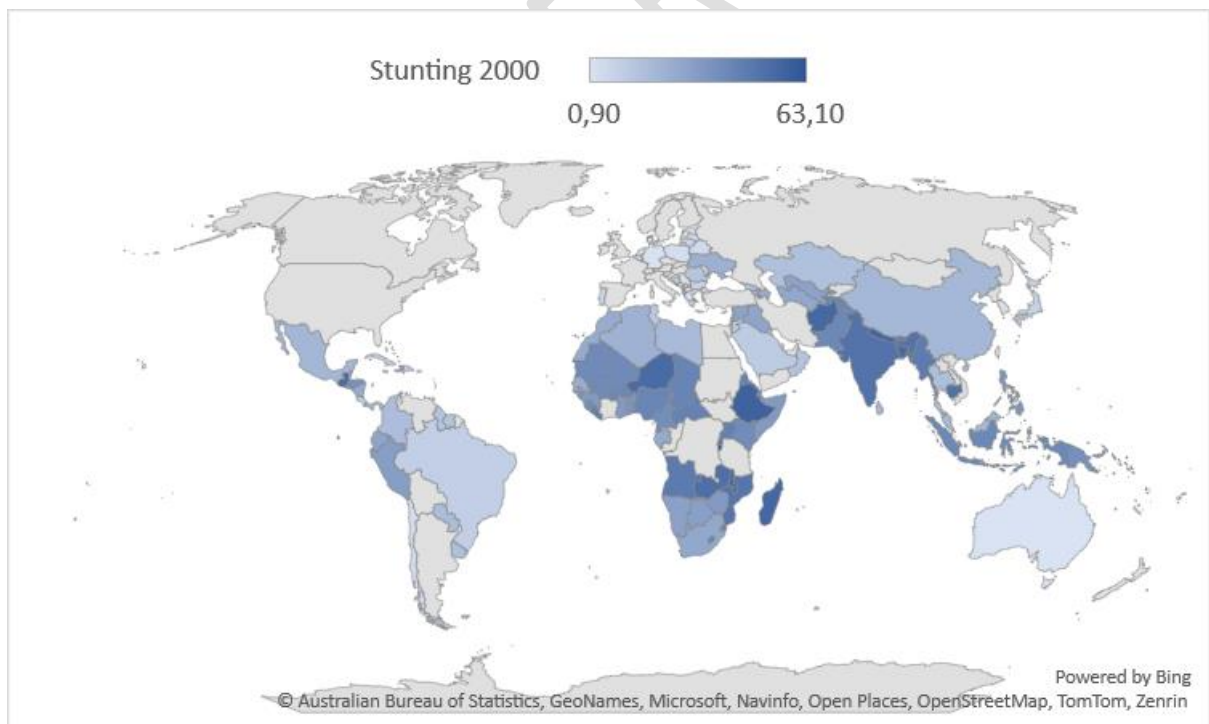 Stunting 2000
0,90 63,10
Powered by Bing
© Australian Bureau of Statistics, GeoNames, Microsoft, Navinfo, Open Places, OpenStreetMap, TomTom, Zenrin